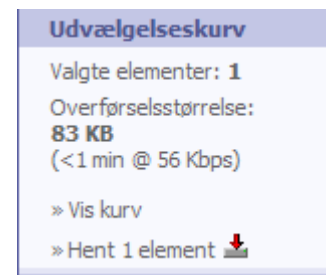 Udvælgelseskurv
Valgte elementer: 1
Overførselsstørrelse:
83 KB
(<1 min @ 56 Kbps)
» Vis kurv
» Hent 1 element